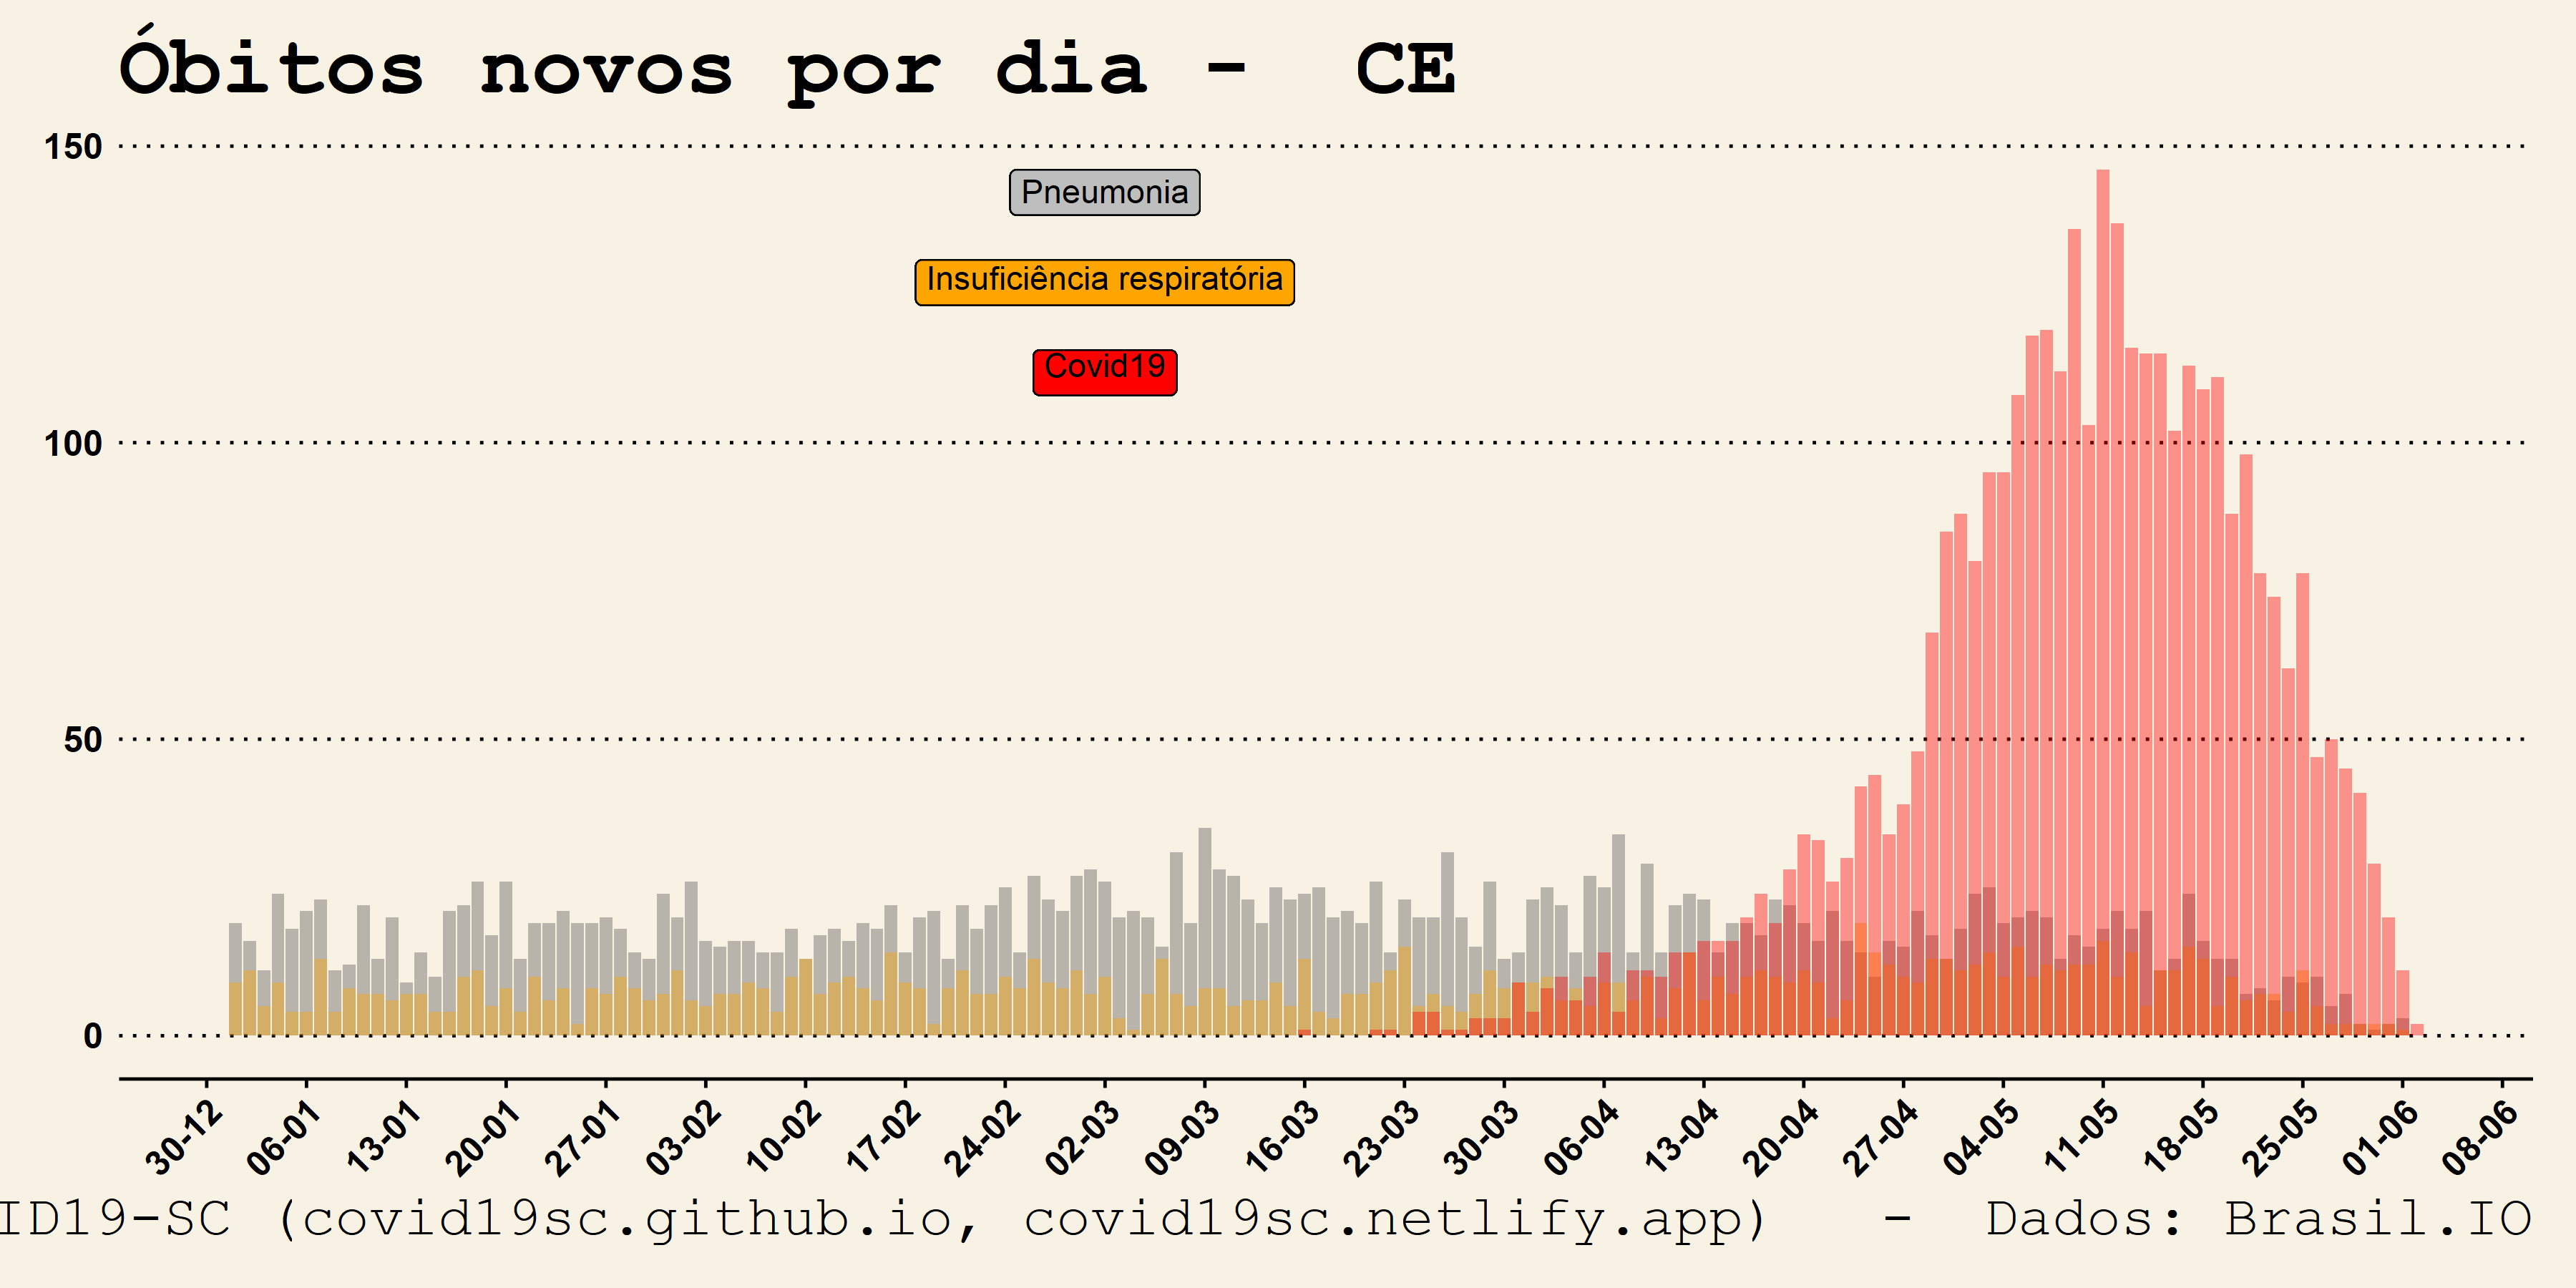 Óbitos novos por dia - CE
150
Pneumonia
Insuficiência respiratória
Covid19
100
50
0
30-12 06-01 13-01 20-01 27-01 03-02 10-02 17-02 24-02 02-03 09-03 16-03 23-03 30-03 06-04 13-04 20-04 27-04 04-05 11-05 18-05 25-05 01-06 08-06
ID19-SC (covid19sc.github.io, covid19sc.netlify.app) - Dados: Brasil.IO